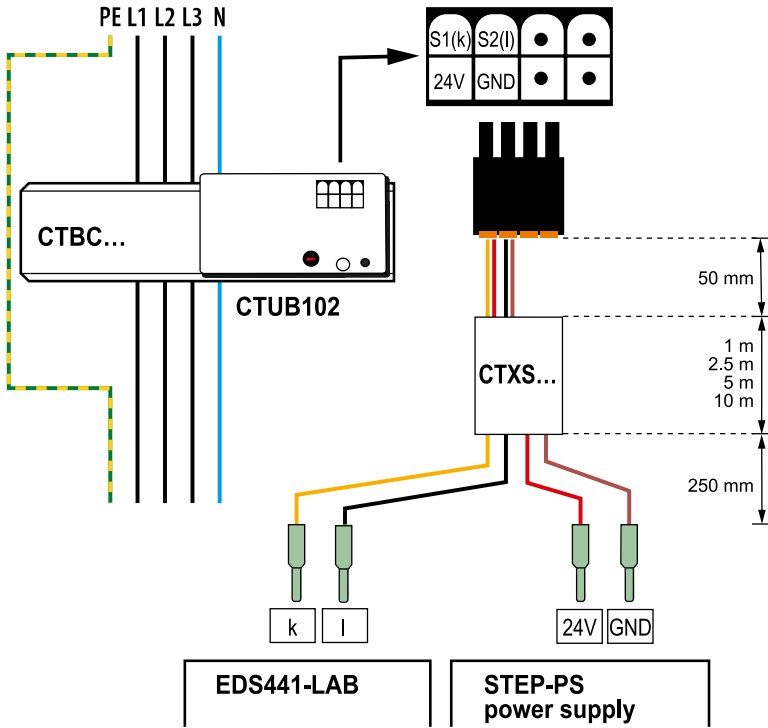 PE L1 L2 L3 N
S1(k) S2(l)
24V GND
CTBC...
CTUB102
50 mm
CTXS...
1 m
2.5 m
5 m
10 m
250 mm
k l
24V GND
EDS441-LAB
STEP-PS
power supply